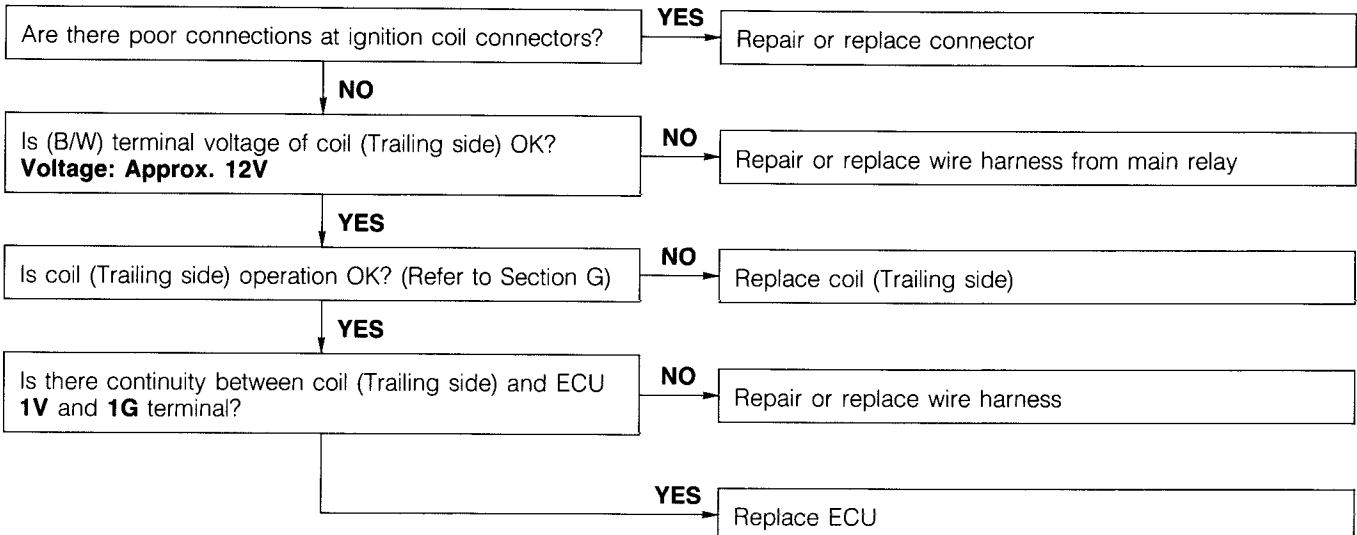 Are there poor connections at ignition coil connectors?
YES
Repair or replace connector
NO
Is (B/W) terminal voltage of coil (Trailing side) OK?
Voltage: Approx. 12V
NO
Repair or replace wire harness from main relay
YES
Is coil (Trailing side) operation OK? (Refer to Section G)
NO
Replace coil (Trailing side)
YES
Is there continuity between coil (Trailing side) and ECU
1V and 1G terminal?
NO
Repair or replace wire harness
YES
Replace ECU